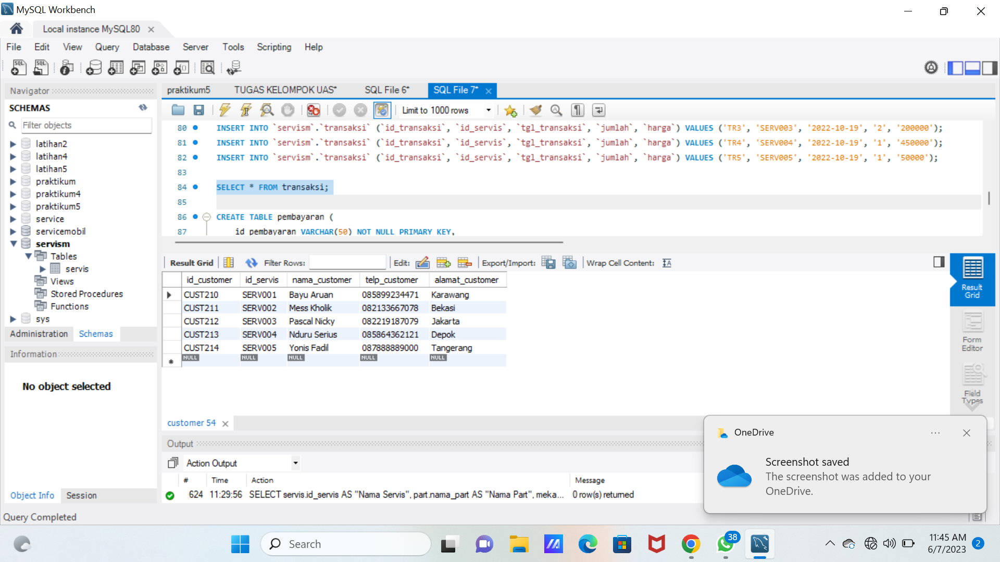 MySQL Workbench
Local instance MySQL80
File Edit View Query Database Server Tools Scripting Help
Navigator
SCHEMAS
Filter objects
latihan2
latihan4
latihan5
praktikum
praktikum4
praktikum5
service
servicemobil
servism
Tables
servis
Views
Stored Procedures
Functions
sys
Administration Schemas
Information
No object selected
Object Info Session
Query Completed
praktikum5 TUGAS KELOMPOK UAS* SQL File 6* SQL File 7*
Limit to 1000 rows
80 INSERT INTO `servism`.`transaksi` (`id_transaksi`, `id_servis`, `tgl_transaksi`, `jumlah`, `harga`) VALUES ('TR3', 'SERV003', '2022-10-19', '2', '200000');
81 INSERT INTO `servism`.`transaksi` (`id_transaksi`, `id_servis`, `tgl_transaksi`, `jumlah`, `harga`) VALUES ('TR4', 'SERV004', '2022-10-19', '1', '450000');
82 INSERT INTO `servism`.`transaksi` (`id_transaksi`, `id_servis`, `tgl_transaksi`, `jumlah`, `harga`) VALUES ('TR5', 'SERV005', '2022-10-19', '1', '50000');
83
84 SELECT * FROM transaksi;
85
86 CREATE TABLE pembayaran (
87 id_pembayaran VARCHAR(50) NOT NULL PRIMARY KEY,
Result Grid Filter Rows: Edit: Export/Import: Wrap Cell Content:
id_customer id_servis nama_customer telp_customer alamat_customer
CUST210 SERV001 Bayu Aruan 085899234471 Karawang
CUST211 SERV002 Mess Kholik 082133667078 Bekasi
CUST212 SERV003 Pascal Nicky 082219187079 Jakarta
CUST213 SERV004 Nduru Serius 085864362121 Depok
CUST214 SERV005 Yonis Fadil 087888889000 Tangerang
NULL NULL NULL NULL NULL
Result
Grid
Form
Editor
Field
Types
customer 54
Output
Action Output
# Time Action Message
624 11:29:56 SELECT servis.id_servis AS "Nama Servis", part.nama_part AS "Nama Part", meka... 0 row(s) returned
OneDrive
Screenshot saved
The screenshot was added to your
OneDrive.
Search
38
11:45 AM
6/7/2023
2